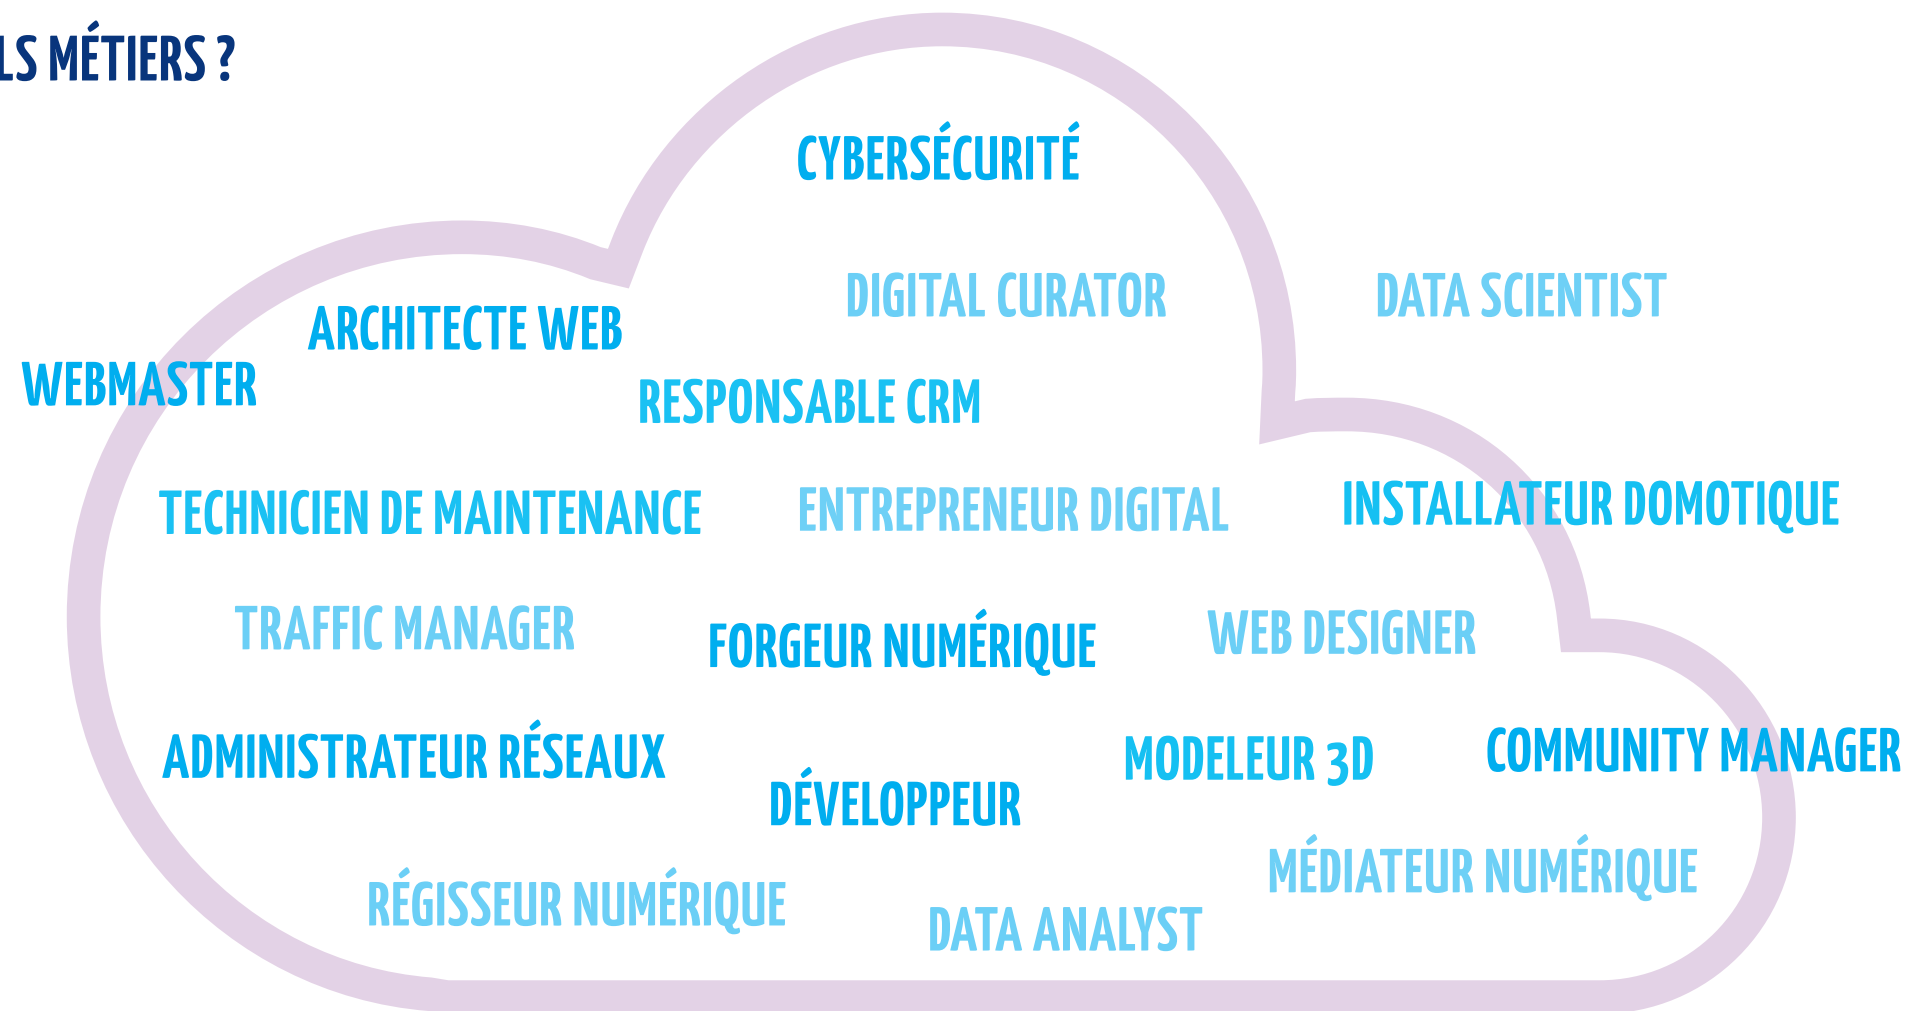 LS MÉTIERS ?
CYBERSÉCURITÉ
DIGITAL CURATOR
DATA SCIENTIST
ARCHITECTE WEB
WEBMASTER
RESPONSABLE CRM
TECHNICIEN DE MAINTENANCE
ENTREPRENEUR DIGITAL
INSTALLATEUR DOMOTIQUE
TRAFFIC MANAGER
FORGEUR NUMÉRIQUE
WEB DESIGNER
ADMINISTRATEUR RÉSEAUX
DÉVELOPPEUR
MODELEUR 3D
COMMUNITY MANAGER
RÉGISSEUR NUMÉRIQUE
DATA ANALYST
MÉDIATEUR NUMÉRIQUE